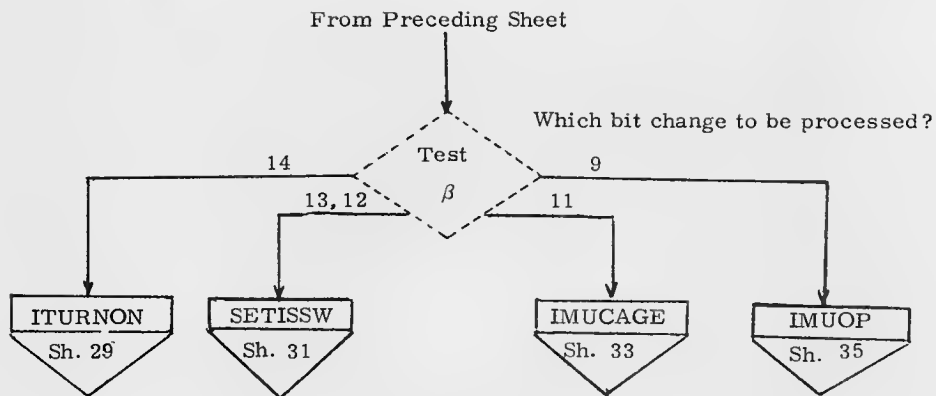 From Preceding Sheet
Which bit change to be processed?
Test
β
14
9
13, 12
11
ITURNON
Sh. 29
SETISSW
Sh. 31
IMUCAGE
Sh. 33
IMUOP
Sh. 35